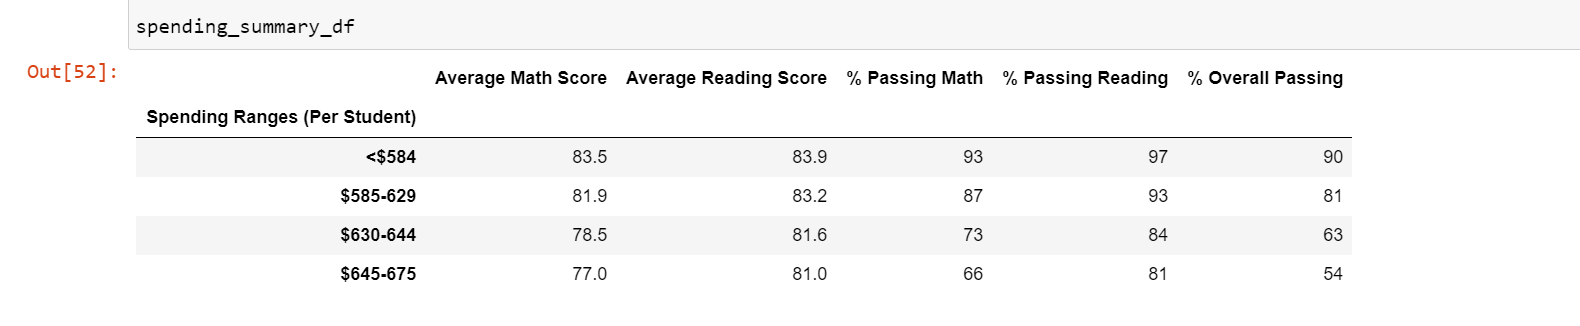 spending_summary_df
Out[52]:
Average Math Score Average Reading Score % Passing Math % Passing Reading % Overall Passing
Spending Ranges (Per Student)
<$584 83.5 83.9 93 97 90
$585-629 81.9 83.2 87 93 81
$630-644 78.5 81.6 73 84 63
$645-675 77.0 81.0 66 81 54